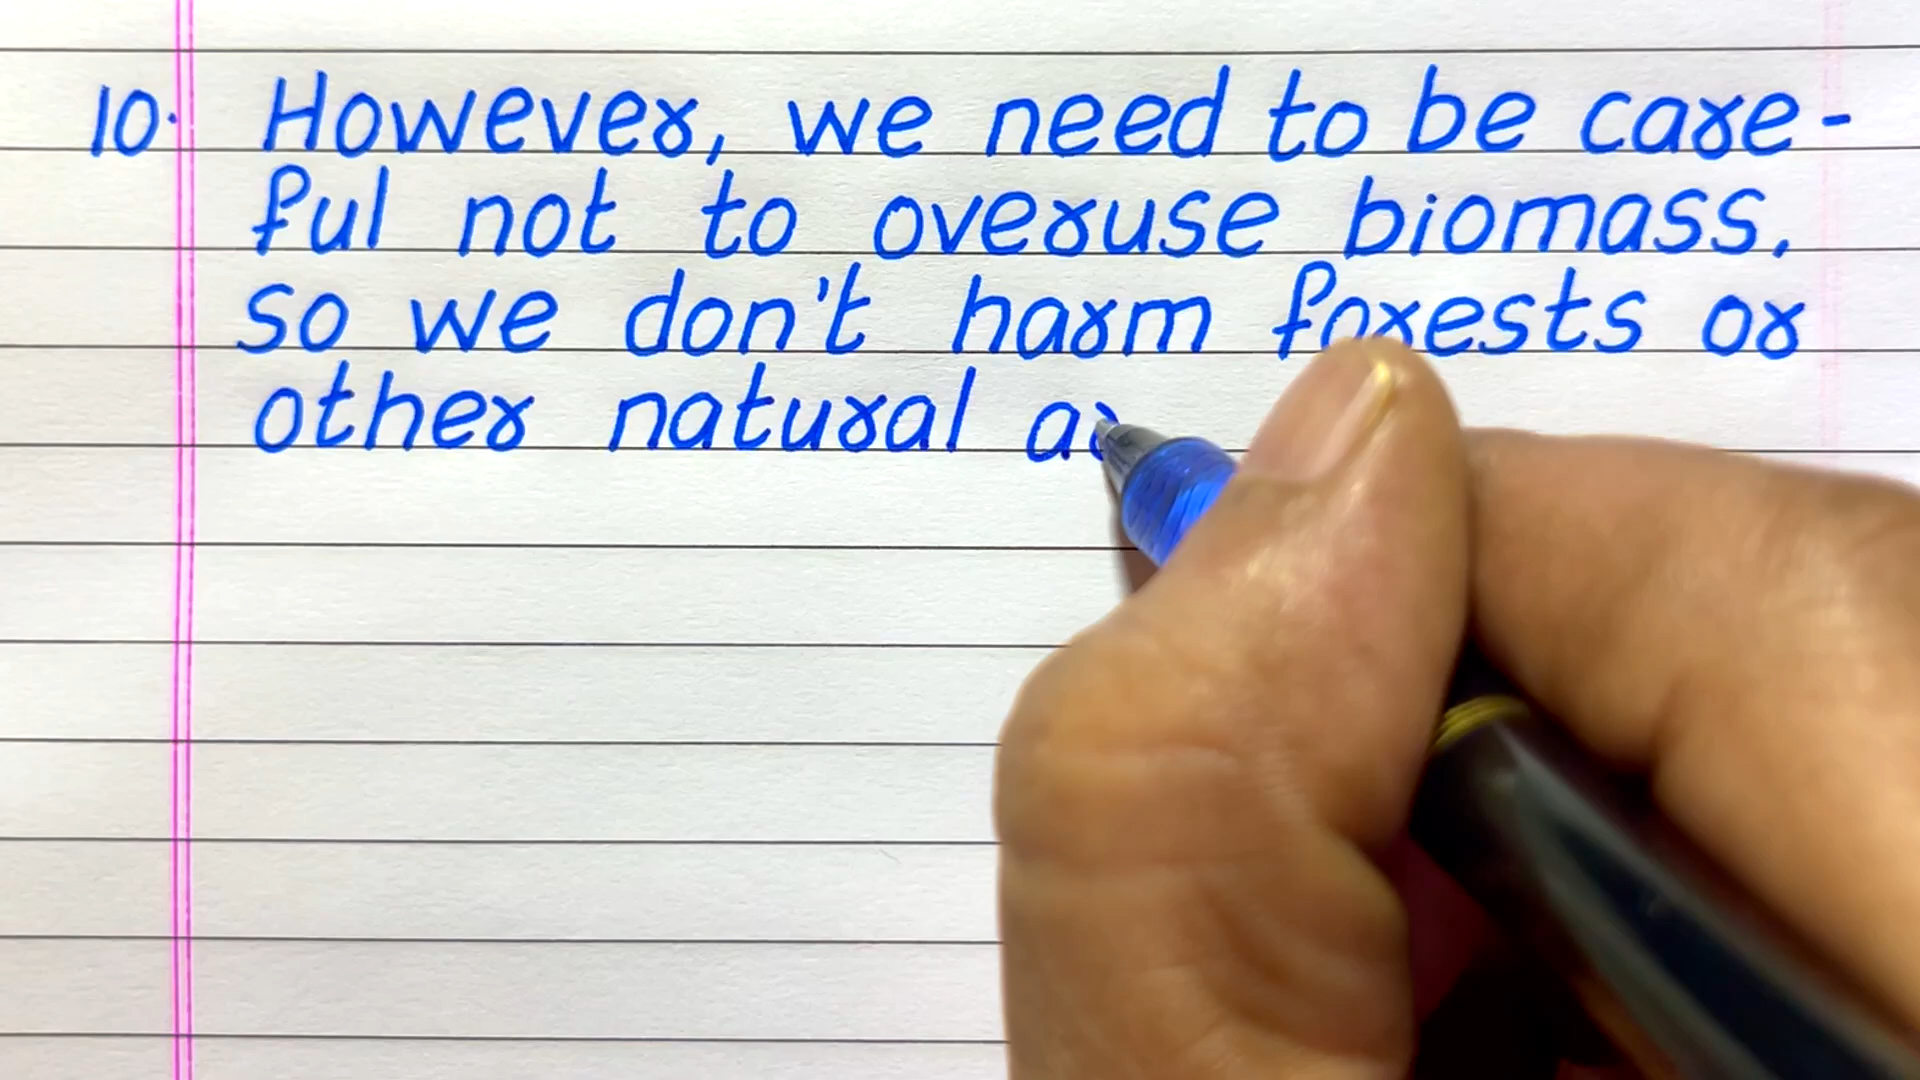 10. However, we need to be care-
ful not to overuse biomass,
so we don't harm forests or
other natural